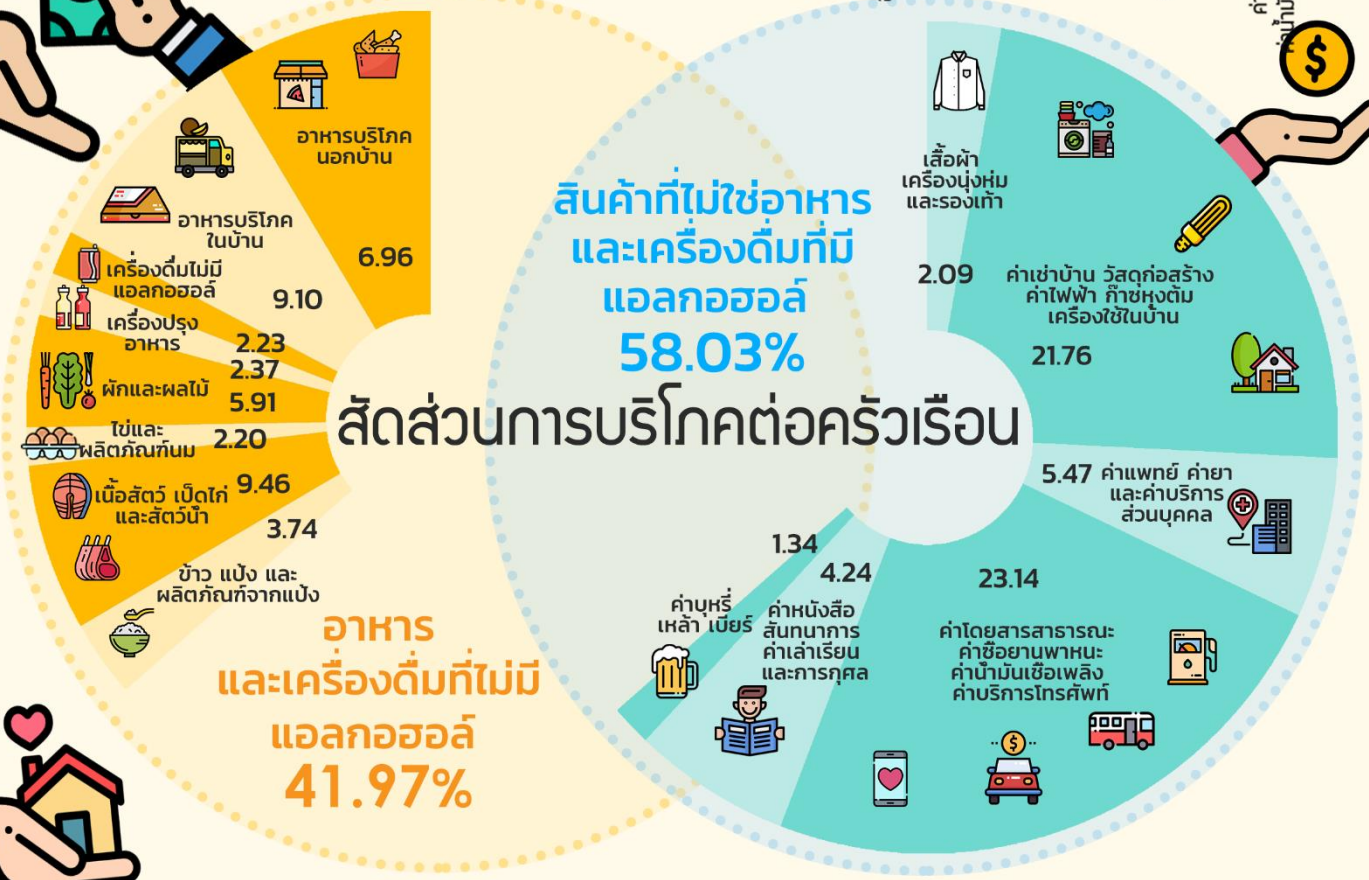 สัดส่วนการบริโภคต่อครัวเรือน
อาหารบริโภค
นอกบ้าน
6.96
อาหารบริโภค
ในบ้าน
9.10
เครื่องดื่มไม่มี
แอลกอฮอล์
2.23
เครื่องปรุง
อาหาร
2.37
ผักและผลไม้
5.91
ไข่และ
ผลิตภัณฑ์นม
2.20
เนื้อสัตว์ เป็ดไก่
และสัตว์น้ำ
9.46
3.74
ข้าว แป้ง และ
ผลิตภัณฑ์จากแป้ง
อาหาร
และเครื่องดื่มที่ไม่มี
แอลกอฮอล์
41.97%
สินค้าที่ไม่ใช่อาหาร
และเครื่องดื่มที่มี
แอลกอฮอล์
58.03%
เสื้อผ้า
เครื่องนุ่งห่ม
และรองเท้า
2.09
ค่าเช่าบ้าน วัสดุก่อสร้าง
ค่าไฟฟ้า ก๊าซหุงต้ม
เครื่องใช้ในบ้าน
21.76
5.47 ค่าแพทย์ ค่ายา
และค่าบริการ
ส่วนบุคคล
23.14
ค่าโดยสารสาธารณะ
ค่าซื้อยานพาหนะ
ค่าน้ำมันเชื้อเพลิง
ค่าบริการโทรศัพท์
4.24
ค่าหนังสือ
สันทนาการ
ค่าเล่าเรียน
และการกุศล
1.34
ค่าบุหรี่
เหล้า เบียร์